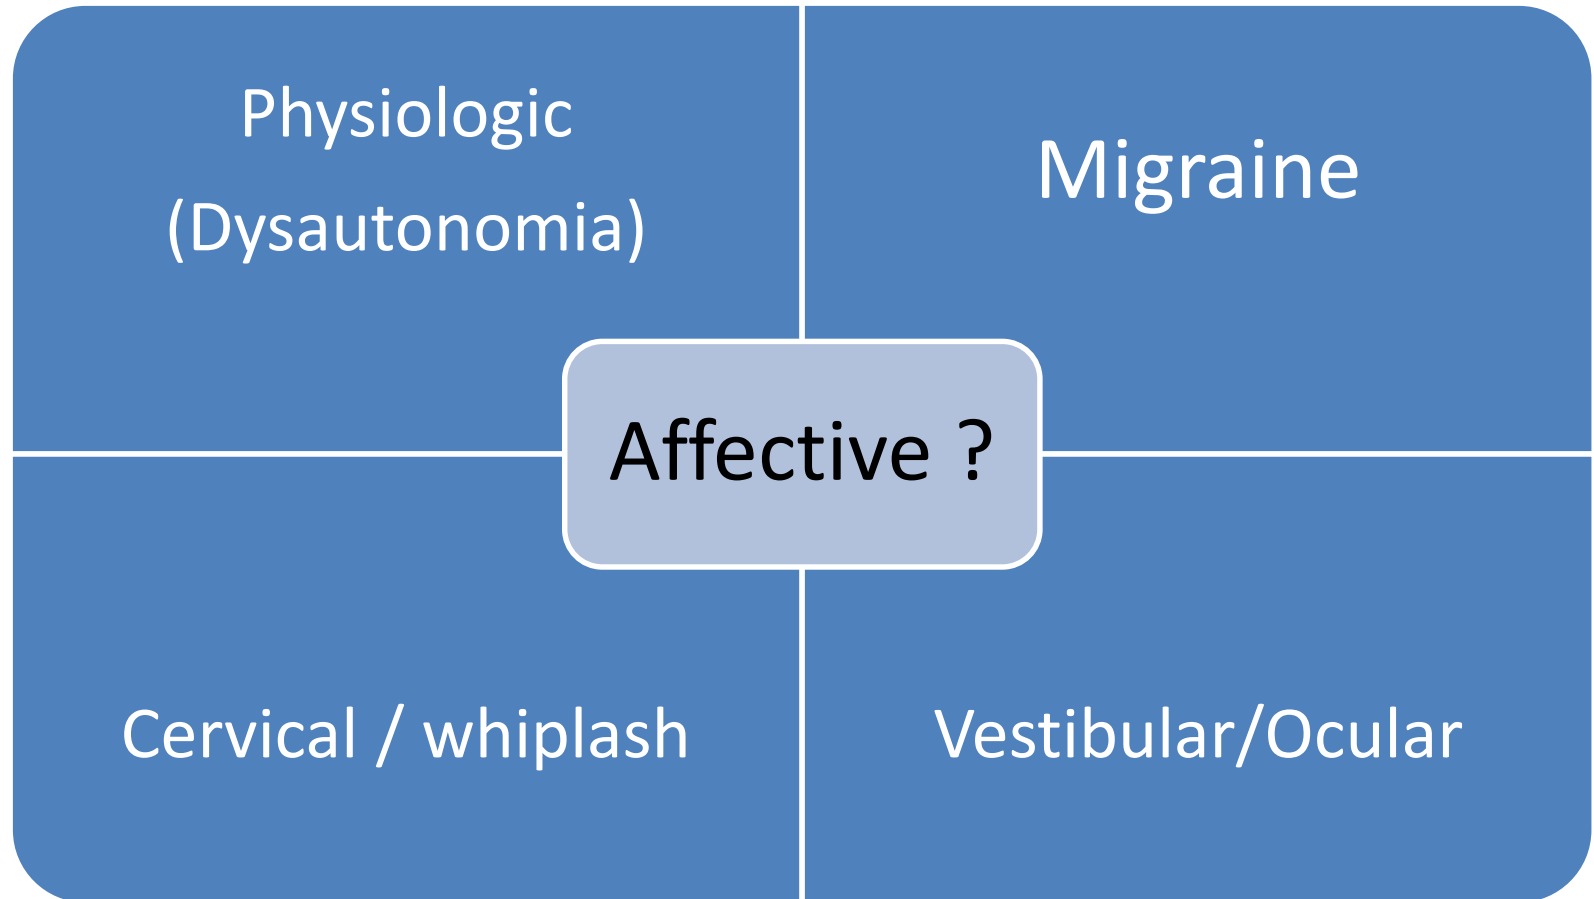 Physiologic
(Dysautonomia)
Migraine
Affective ?
Cervical / whiplash
Vestibular/Ocular